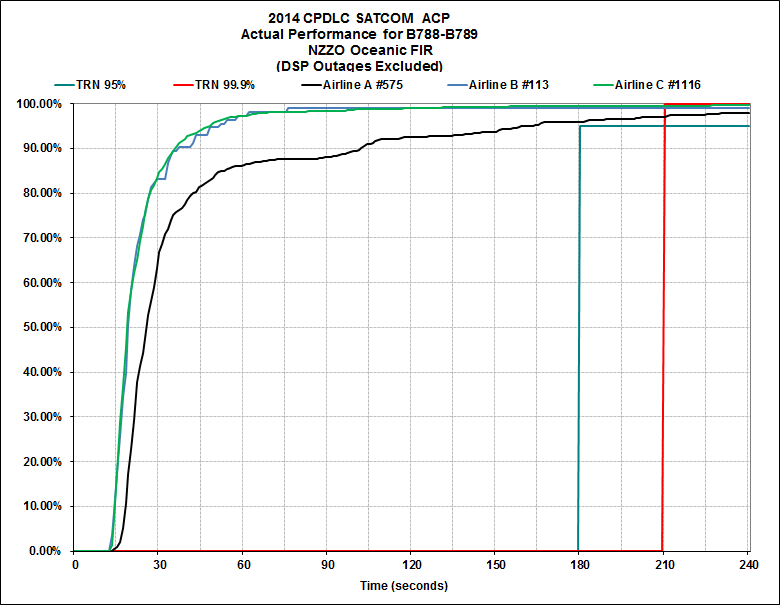 2014 CPDLC SATCOM ACP
Actual Performance for B788-B789
NZZO Oceanic FIR
(DSP Outages Excluded)
TRN 95% TRN 99.9% Airline A #575 Airline B #113 Airline C #1116
100.00%
90.00%
80.00%
70.00%
60.00%
50.00%
40.00%
30.00%
20.00%
10.00%
0.00%
0 30 60 90 120 150 180 210 240
Time (seconds)